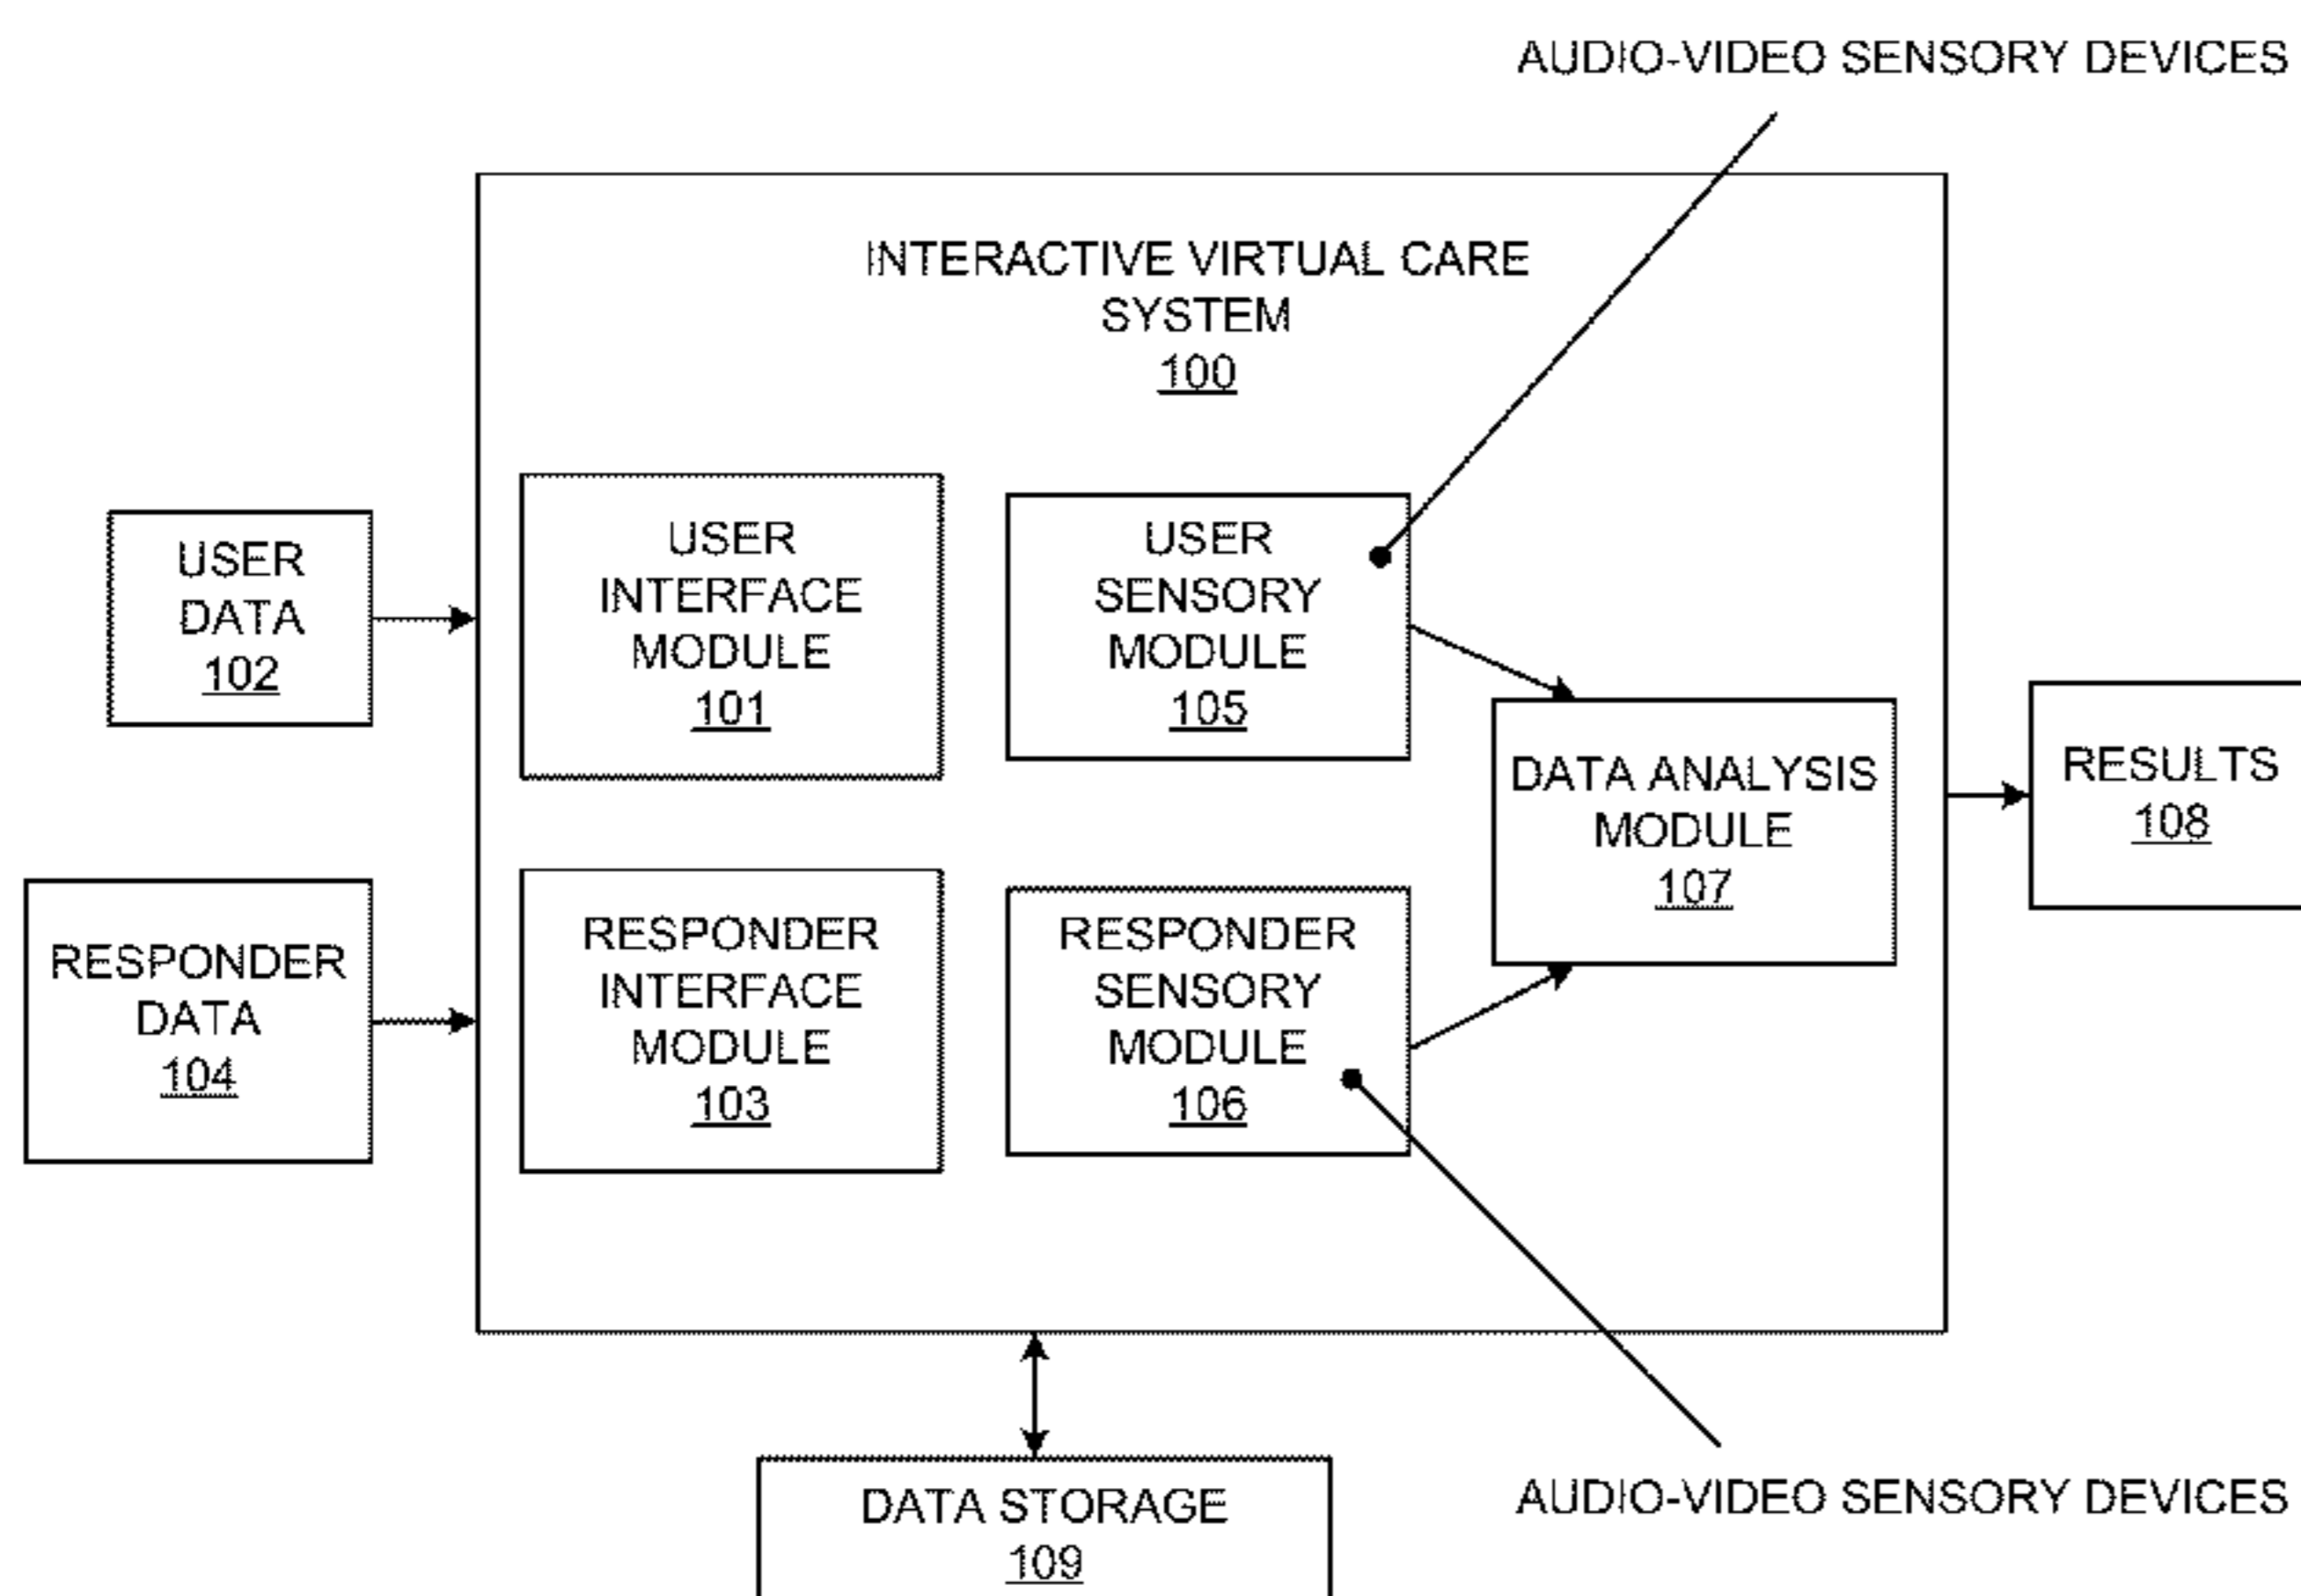 AUDIO-VIDEO SENSORY DEVICES
INTERACTIVE VIRTUAL CARE
SYSTEM
100
USER
DATA
102
USER
INTERFACE
MODULE
101
USER
SENSORY
MODULE
105
DATA ANALYSIS
MODULE
107
RESULTS
108
RESPONDER
DATA
104
RESPONDER
INTERFACE
MODULE
103
RESPONDER
SENSORY
MODULE
106
DATA STORAGE
109
AUDIO-VIDEO SENSORY DEVICES